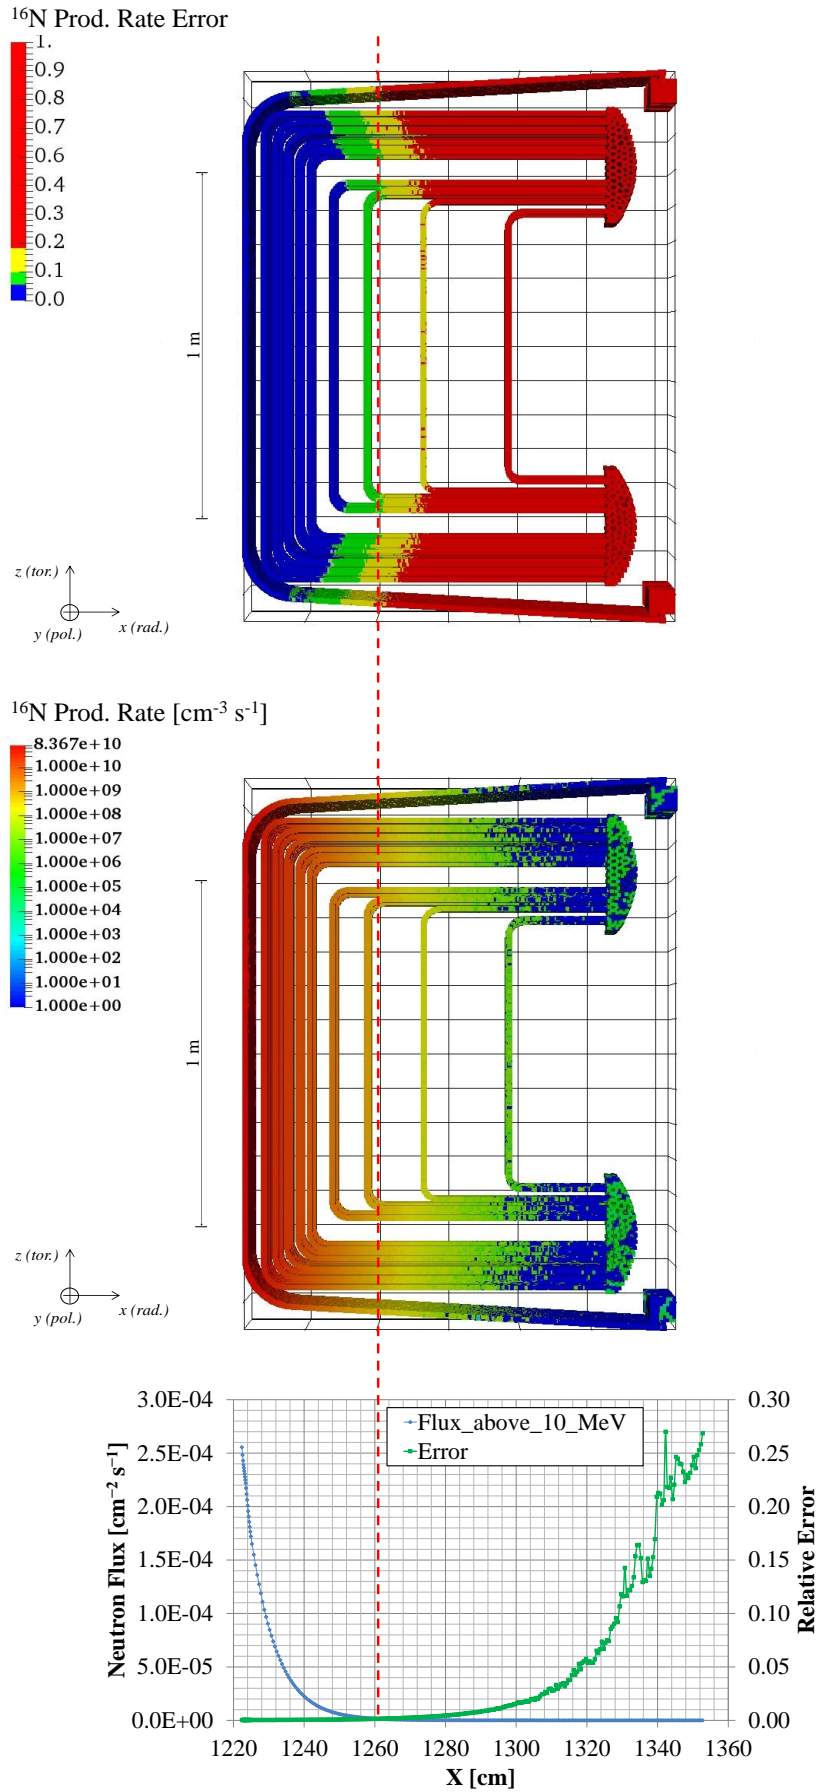 ¹⁶N Prod. Rate Error
1.
0.9
0.8
0.7
0.6
0.5
0.4
0.3
0.2
0.1
0.0
1 m
z (tor.)
y (pol.)
x (rad.)
¹⁶N Prod. Rate [cm⁻³ s⁻¹]
8.367e+10
1.000e+10
1.000e+09
1.000e+08
1.000e+07
1.000e+06
1.000e+05
1.000e+04
1.000e+03
1.000e+02
1.000e+01
1.000e+00
1 m
z (tor.)
y (pol.)
x (rad.)
3.0E-04
2.5E-04
2.0E-04
1.5E-04
1.0E-04
5.0E-05
0.0E+00
Neutron Flux [cm⁻² s⁻¹]
Flux_above_10_MeV
Error
0.30
0.25
0.20
0.15
0.10
0.05
0.00
Relative Error
1220 1240 1260 1280 1300 1320 1340 1360
X [cm]